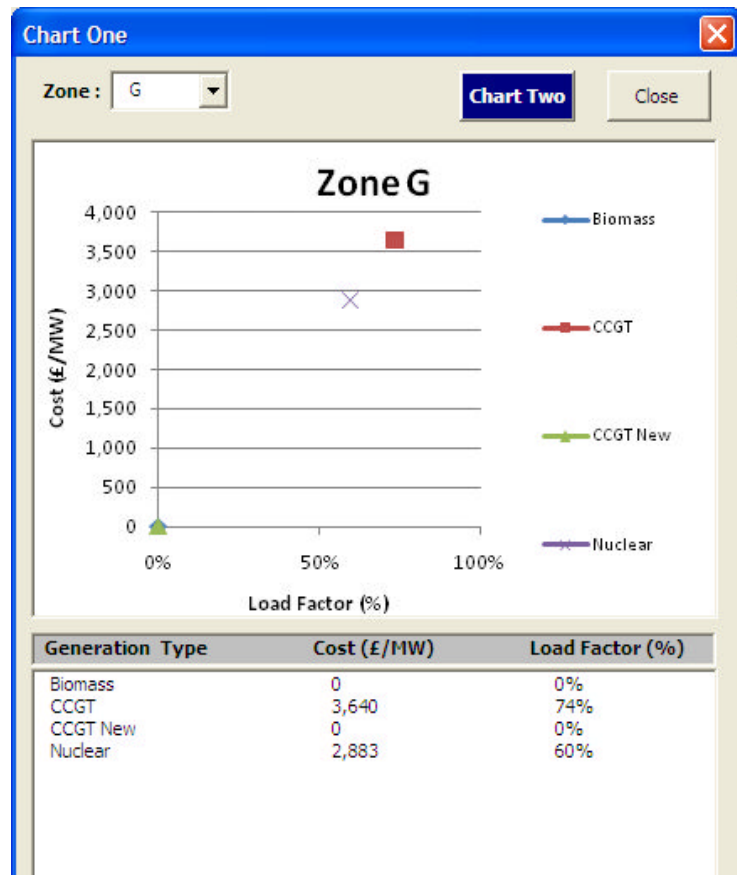 Chart One
Zone : G
Chart Two
Close
Zone G
4,000
3,500
3,000
2,500
2,000
1,500
1,000
500
0
Cost (£/MW)
0% 50% 100%
Load Factor (%)
Biomass
CCGT
CCGT New
Nuclear
Generation Type Cost (£/MW) Load Factor (%)
Biomass 0 0%
CCGT 3,640 74%
CCGT New 0 0%
Nuclear 2,883 60%